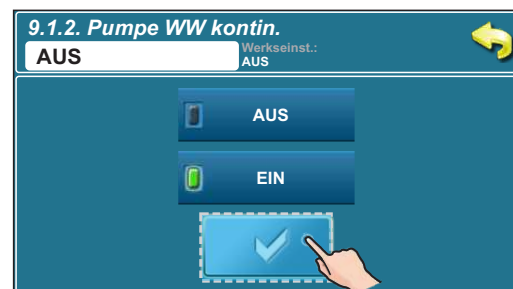 9.1.2. Pumpe WW kontin.
AUS
Werkseinst.:
AUS
AUS
EIN